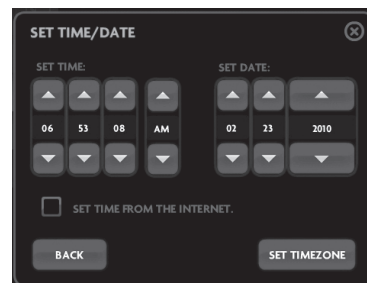 SET TIME/DATE
SET TIME: SET DATE:
06 53 08 AM 02 23 2010
SET TIME FROM THE INTERNET.
BACK SET TIMEZONE